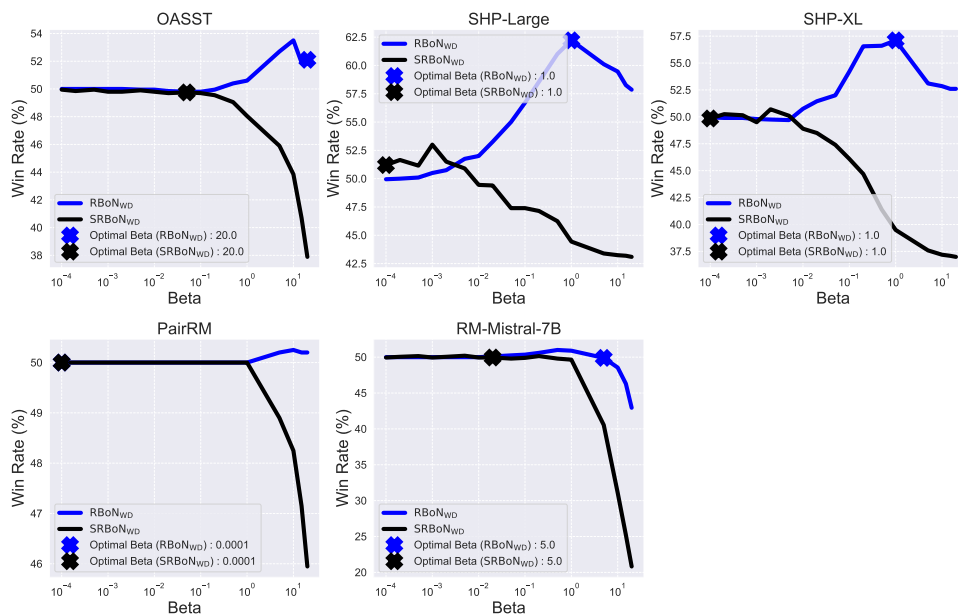 OASST
54
52
50
48
46
44
42
40
38
Win Rate (%)
RBoN_WD
SRBoN_WD
Optimal Beta (RBoN_WD) : 20.0
Optimal Beta (SRBoN_WD) : 20.0
10^−4 10^−3 10^−2 10^−1 10^0 10^1
Beta
SHP-Large
62.5
60.0
57.5
55.0
52.5
50.0
47.5
45.0
42.5
Win Rate (%)
RBoN_WD
SRBoN_WD
Optimal Beta (RBoN_WD) : 1.0
Optimal Beta (SRBoN_WD) : 1.0
10^−4 10^−3 10^−2 10^−1 10^0 10^1
Beta
SHP-XL
57.5
55.0
52.5
50.0
47.5
45.0
42.5
40.0
37.5
Win Rate (%)
RBoN_WD
SRBoN_WD
Optimal Beta (RBoN_WD) : 1.0
Optimal Beta (SRBoN_WD) : 1.0
10^−4 10^−3 10^−2 10^−1 10^0 10^1
Beta
PairRM
50
49
48
47
46
Win Rate (%)
RBoN_WD
SRBoN_WD
Optimal Beta (RBoN_WD) : 0.0001
Optimal Beta (SRBoN_WD) : 0.0001
10^−4 10^−3 10^−2 10^−1 10^0 10^1
Beta
RM-Mistral-7B
50
45
40
35
30
25
20
Win Rate (%)
RBoN_WD
SRBoN_WD
Optimal Beta (RBoN_WD) : 5.0
Optimal Beta (SRBoN_WD) : 5.0
10^−4 10^−3 10^−2 10^−1 10^0 10^1
Beta